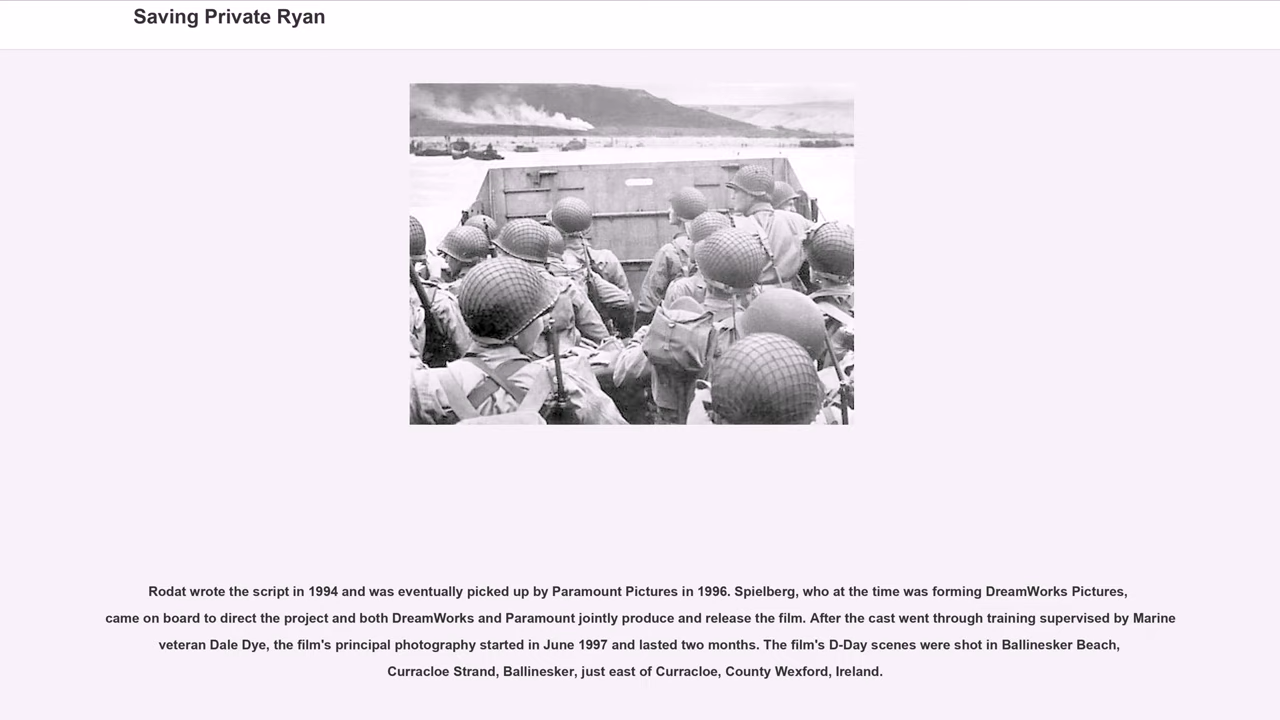 Saving Private Ryan
Rodat wrote the script in 1994 and was eventually picked up by Paramount Pictures in 1996. Spielberg, who at the time was forming DreamWorks Pictures,
came on board to direct the project and both DreamWorks and Paramount jointly produce and release the film. After the cast went through training supervised by Marine
veteran Dale Dye, the film's principal photography started in June 1997 and lasted two months. The film's D-Day scenes were shot in Ballinesker Beach,
Curracloe Strand, Ballinesker, just east of Curracloe, County Wexford, Ireland.